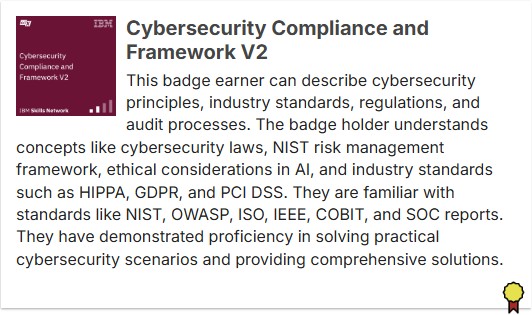 Cybersecurity Compliance and
Framework V2
IBM
Cybersecurity
Compliance and
Framework V2
IBM Skills Network
This badge earner can describe cybersecurity
principles, industry standards, regulations, and
audit processes. The badge holder understands
concepts like cybersecurity laws, NIST risk management
framework, ethical considerations in AI, and industry standards
such as HIPPA, GDPR, and PCI DSS. They are familiar with
standards like NIST, OWASP, ISO, IEEE, COBIT, and SOC reports.
They have demonstrated proficiency in solving practical
cybersecurity scenarios and providing comprehensive solutions.